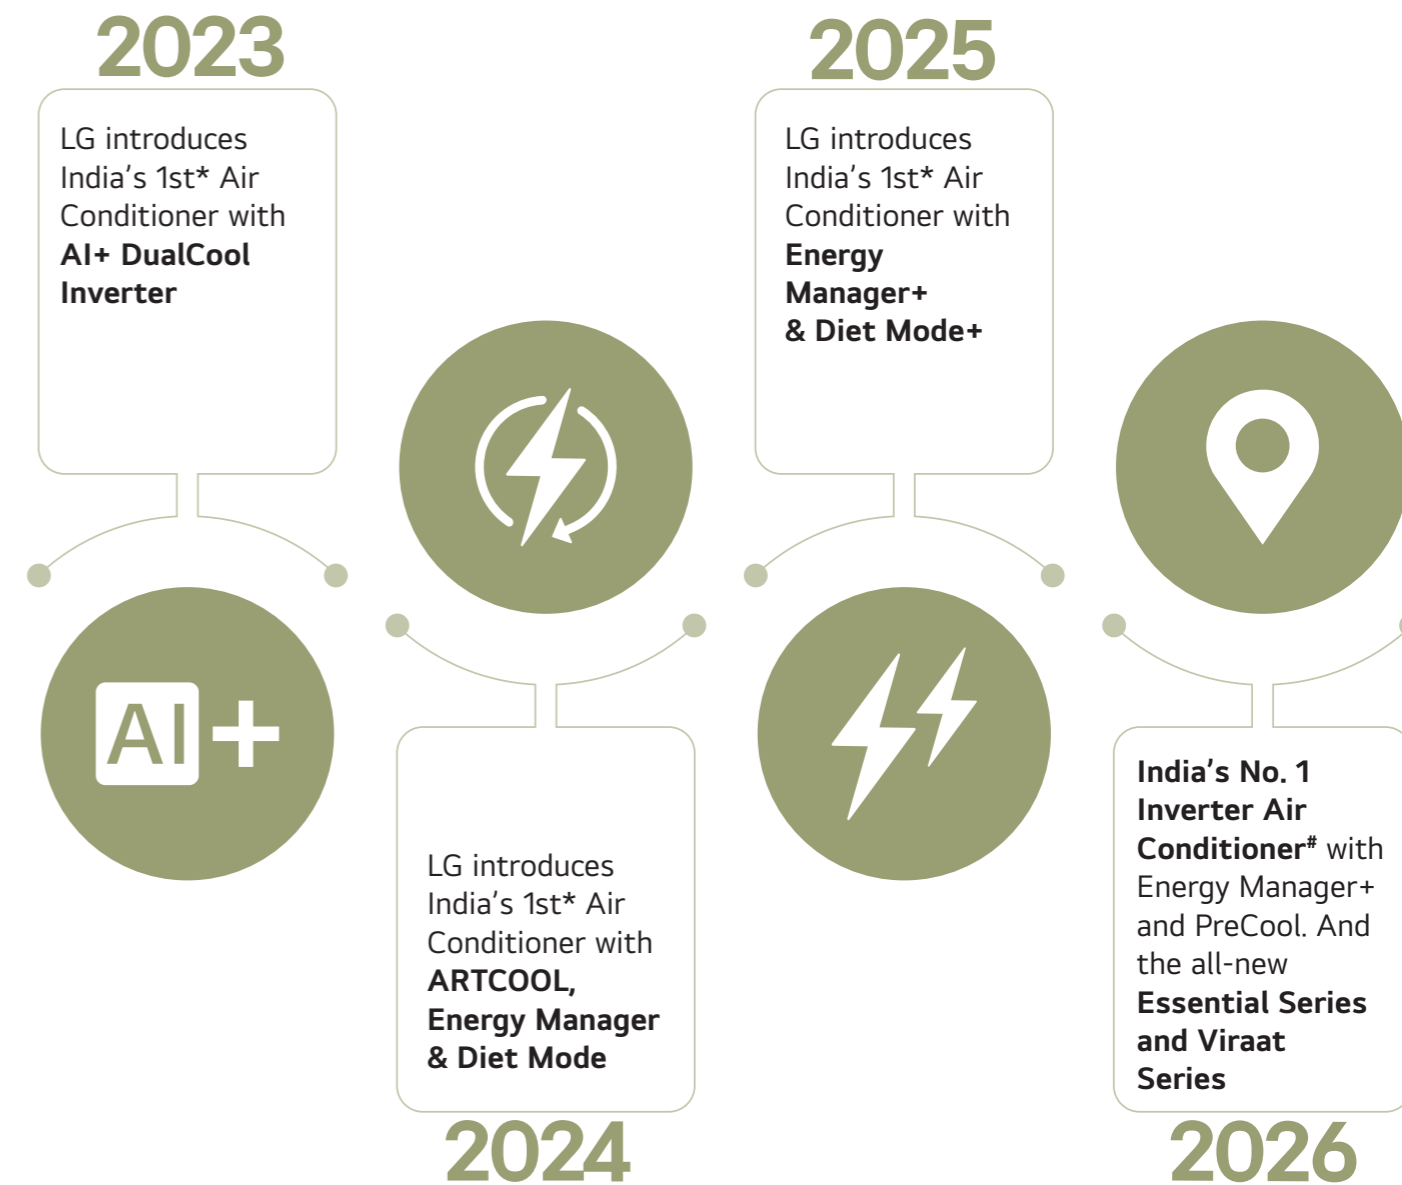 2023
LG introduces
India's 1st* Air
Conditioner with
AI+ DualCool
Inverter
AI+
2024
LG introduces
India's 1st* Air
Conditioner with
ARTCOOL,
Energy Manager
& Diet Mode
2025
LG introduces
India's 1st* Air
Conditioner with
Energy
Manager+
& Diet Mode+
2026
India's No. 1
Inverter Air
Conditioner# with
Energy Manager+
and PreCool. And
the all-new
Essential Series
and Viraat
Series